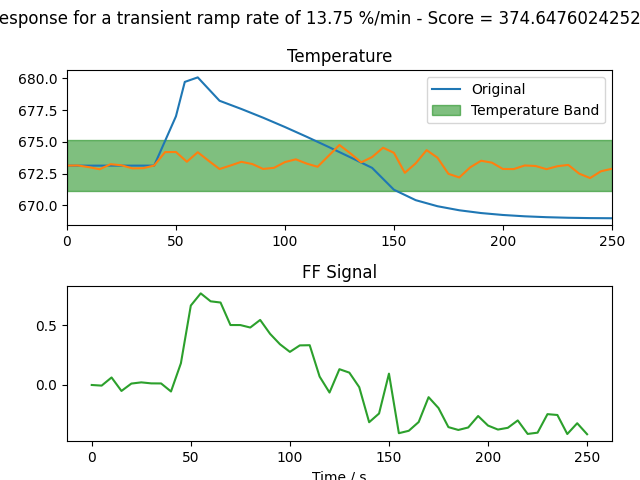 esponse for a transient ramp rate of 13.75 %/min - Score = 374.6476024252
Temperature
680.0
677.5
675.0
672.5
670.0
Original
Temperature Band
0 50 100 150 200 250
FF Signal
0.5
0.0
0 50 100 150 200 250
Time / s